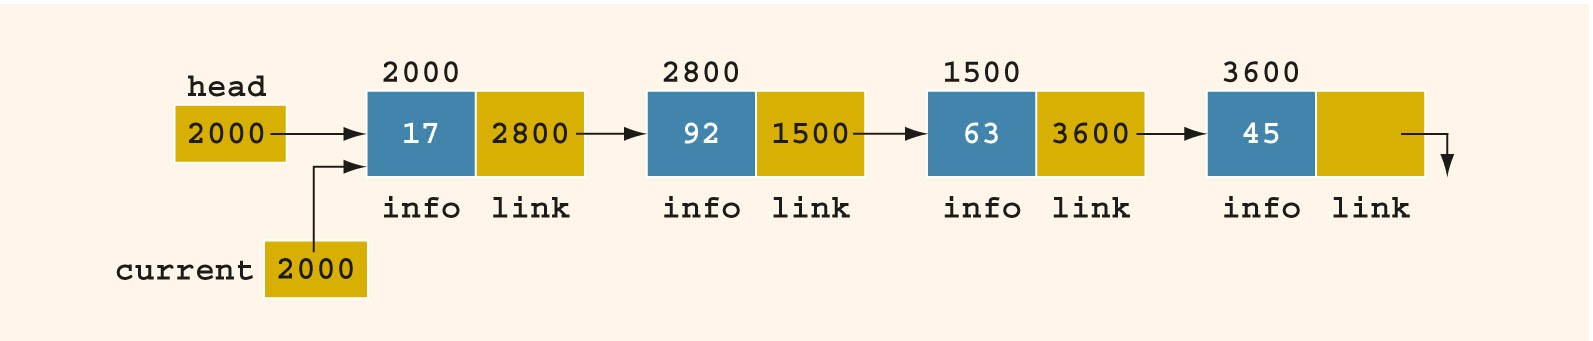 head 2000 2800 1500 3600
2000 17 2800 92 1500 63 3600 45
info link info link info link info link
current 2000